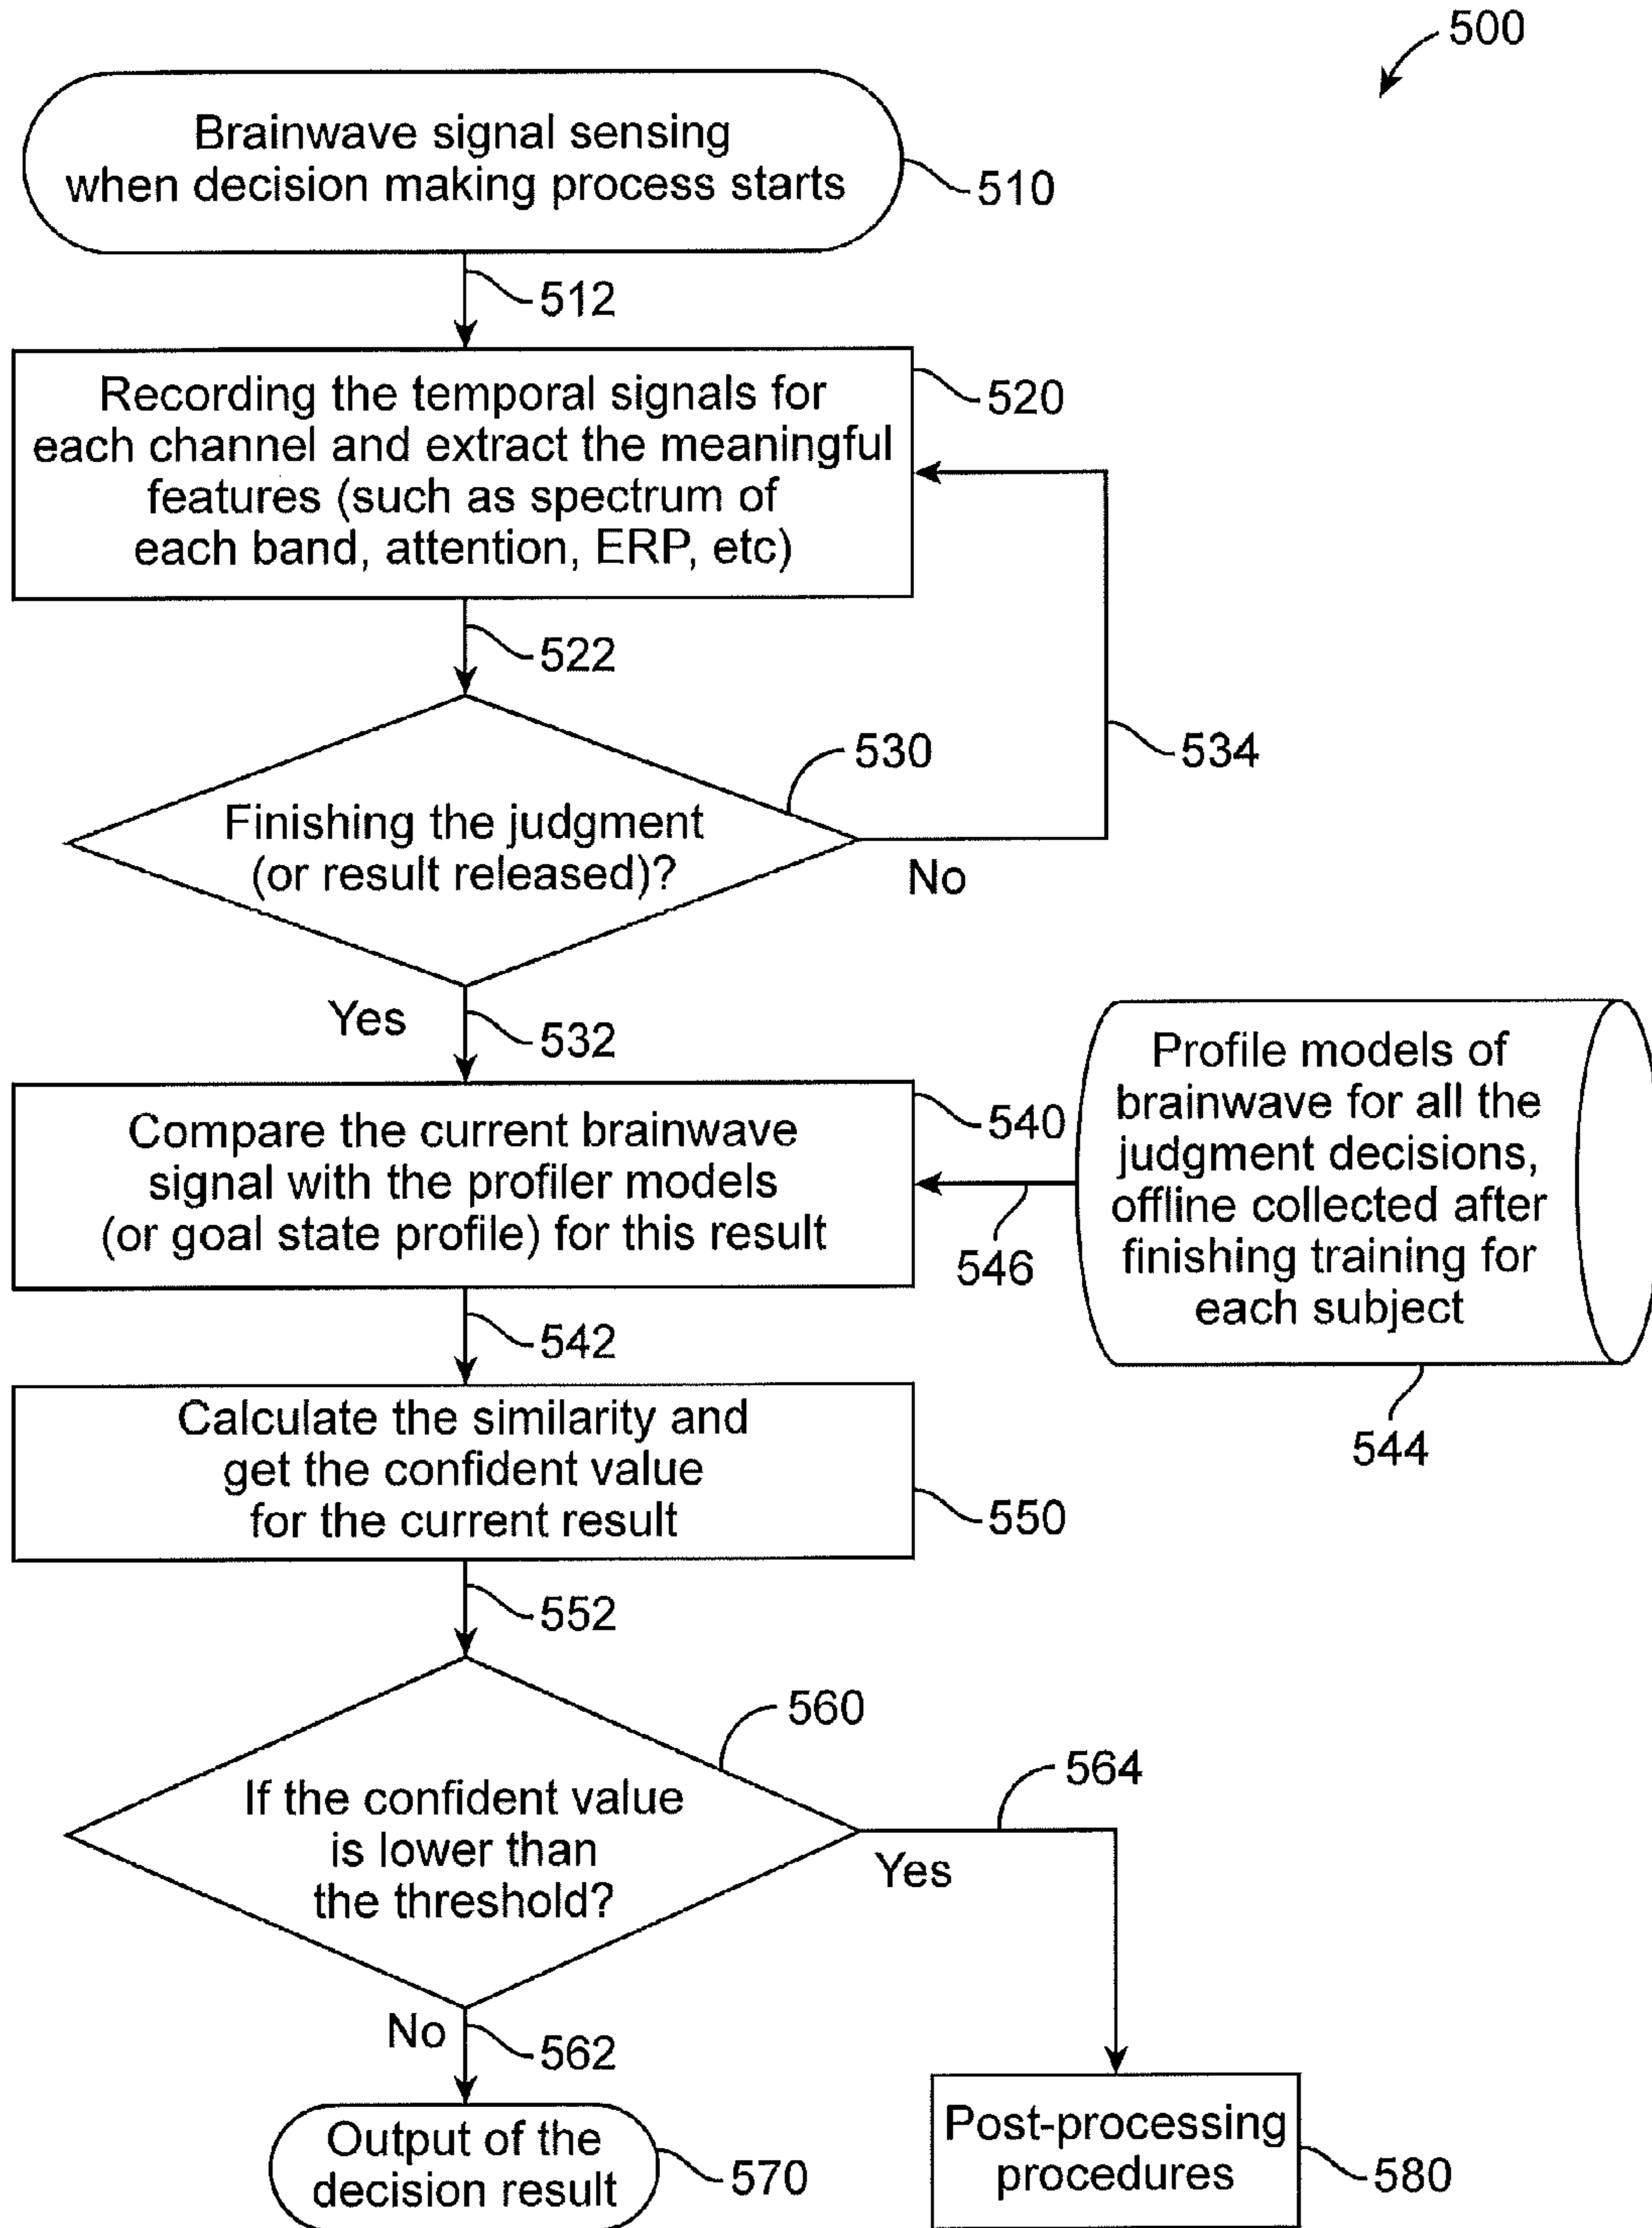 500
Brainwave signal sensing
when decision making process starts
510
512
Recording the temporal signals for
each channel and extract the meaningful
features (such as spectrum of
each band, attention, ERP, etc)
520
522
530
534
Finishing the judgment
(or result released)?
No
Yes
532
Compare the current brainwave
signal with the profiler models
(or goal state profile) for this result
540
546
Profile models of
brainwave for all the
judgment decisions,
offline collected after
finishing training for
each subject
544
542
Calculate the similarity and
get the confident value
for the current result
550
552
560
564
If the confident value
is lower than
the threshold?
Yes
No
562
Output of the
decision result
570
Post-processing
procedures
580